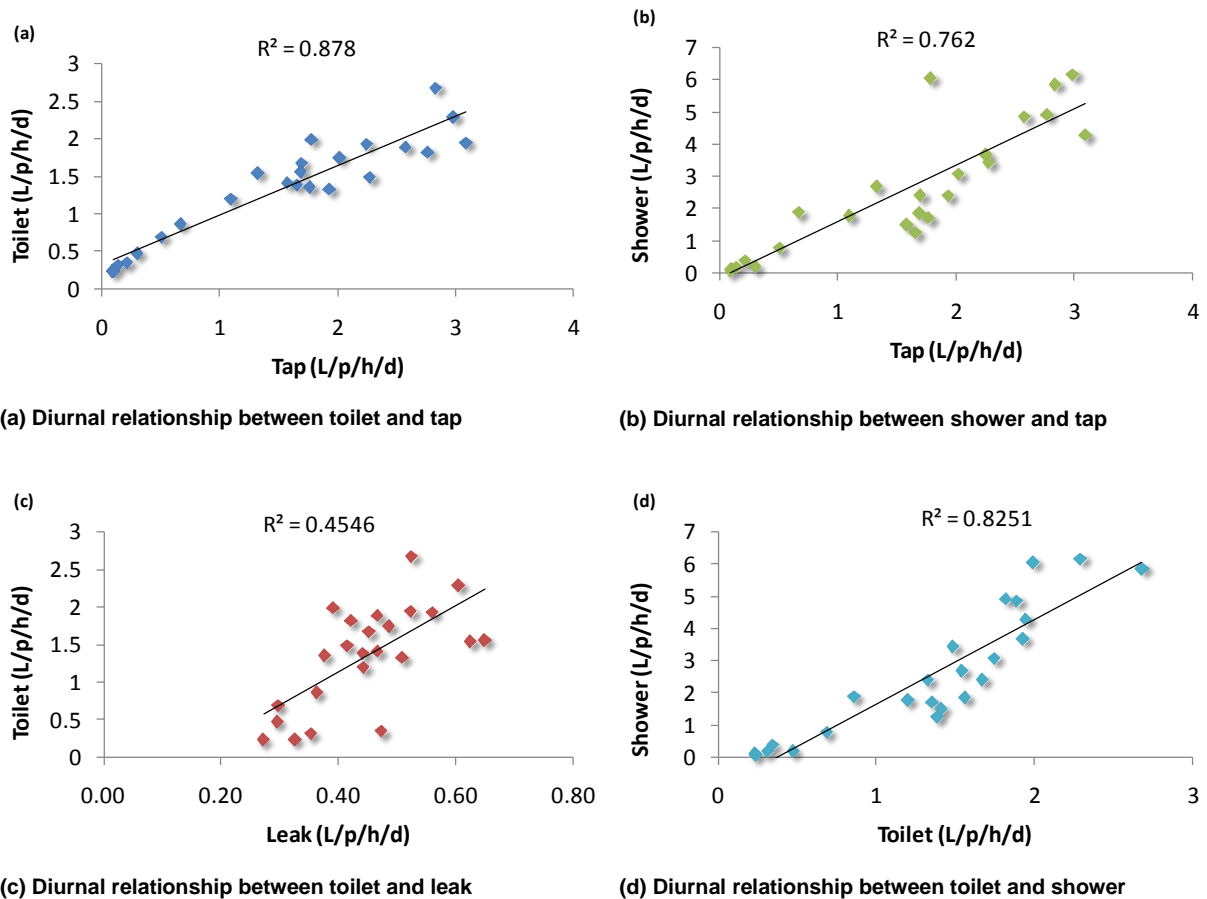 (a)
R² = 0.878
3
2.5
2
1.5
1
0.5
0
0 1 2 3 4
Toilet (L/p/h/d)
Tap (L/p/h/d)
(a) Diurnal relationship between toilet and tap
(b)
R² = 0.762
7
6
5
4
3
2
1
0
0 1 2 3 4
Shower (L/p/h/d)
Tap (L/p/h/d)
(b) Diurnal relationship between shower and tap
(c)
R² = 0.4546
3
2.5
2
1.5
1
0.5
0
0.00 0.20 0.40 0.60 0.80
Toilet (L/p/h/d)
Leak (L/p/h/d)
(c) Diurnal relationship between toilet and leak
(d)
R² = 0.8251
7
6
5
4
3
2
1
0
0 1 2 3
Shower (L/p/h/d)
Toilet (L/p/h/d)
(d) Diurnal relationship between toilet and shower